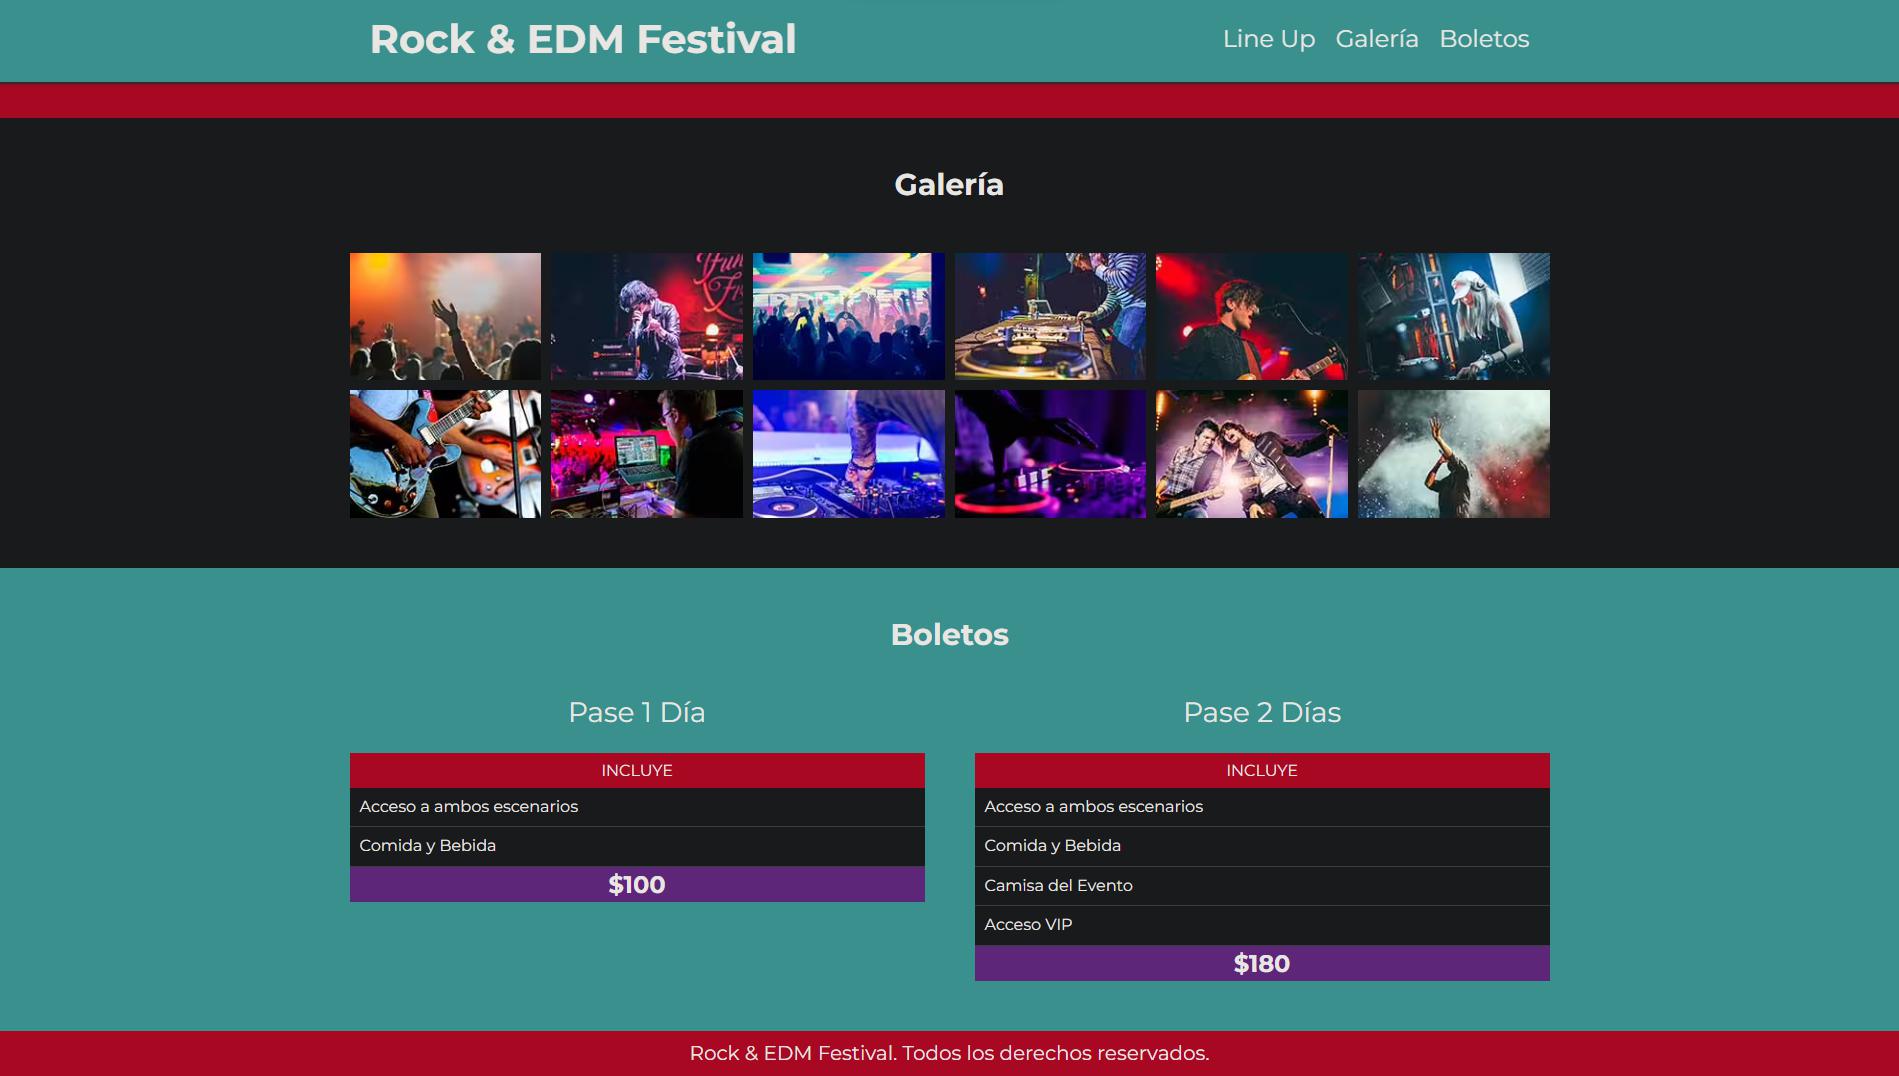 Rock & EDM Festival
Line Up Galería Boletos
Galería
Boletos
Pase 1 Día
INCLUYE
Acceso a ambos escenarios
Comida y Bebida
$100
Pase 2 Días
INCLUYE
Acceso a ambos escenarios
Comida y Bebida
Camisa del Evento
Acceso VIP
$180
Rock & EDM Festival. Todos los derechos reservados.